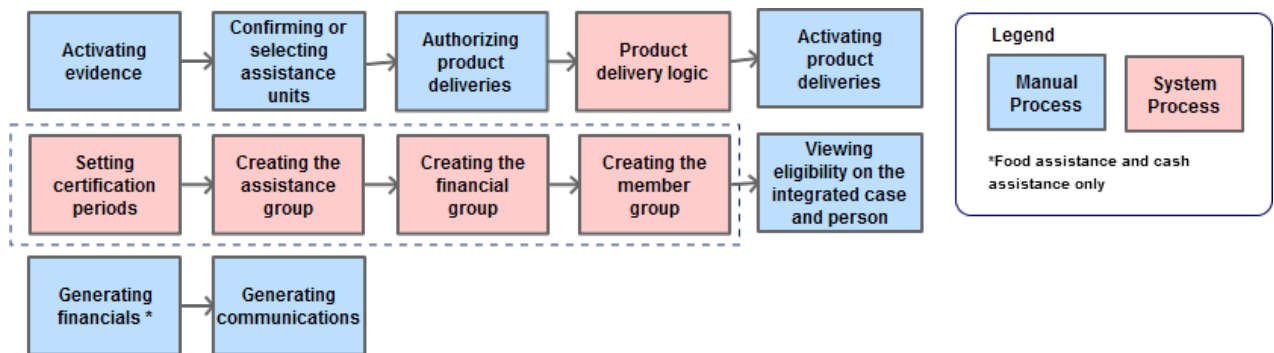 Activating
evidence
Confirming or
selecting
assistance
units
Authorizing
product
deliveries
Product
delivery logic
Activating
product
deliveries
Setting
certification
periods
Creating the
assistance
group
Creating the
financial
group
Creating the
member
group
Viewing
eligibility on the
integrated case
and person
Generating
financials *
Generating
communications
Legend
Manual
Process
System
Process
*Food assistance and cash
assistance only